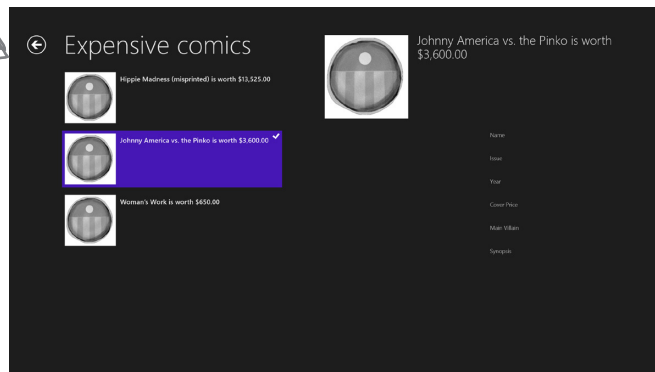 Expensive comics
Hippie Madness (misprinted) is worth $13,525.00
Johnny America vs. the Pinko is worth $3,600.00
Woman's Work is worth $650.00
Johnny America vs. the Pinko is worth
$3,600.00
Name
Issue
Year
Cover Price
Main Villain
Synopsis